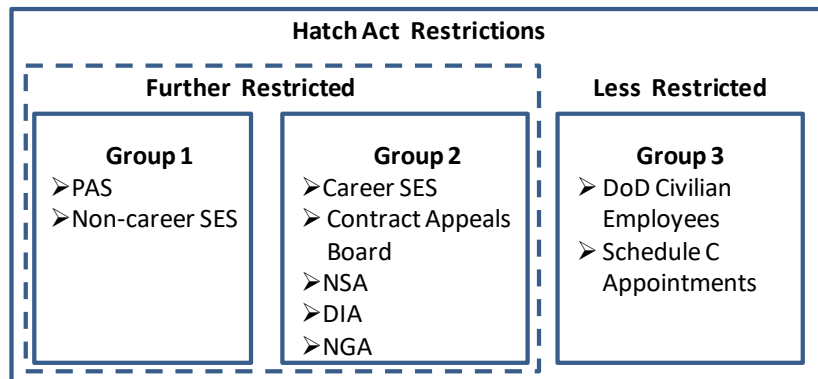 Hatch Act Restrictions
Further Restricted
Less Restricted
Group 1
➢PAS
➢Non-career SES
Group 2
➢Career SES
➢ Contract Appeals
Board
➢NSA
➢DIA
➢NGA
Group 3
➢ DoD Civilian
Employees
➢ Schedule C
Appointments